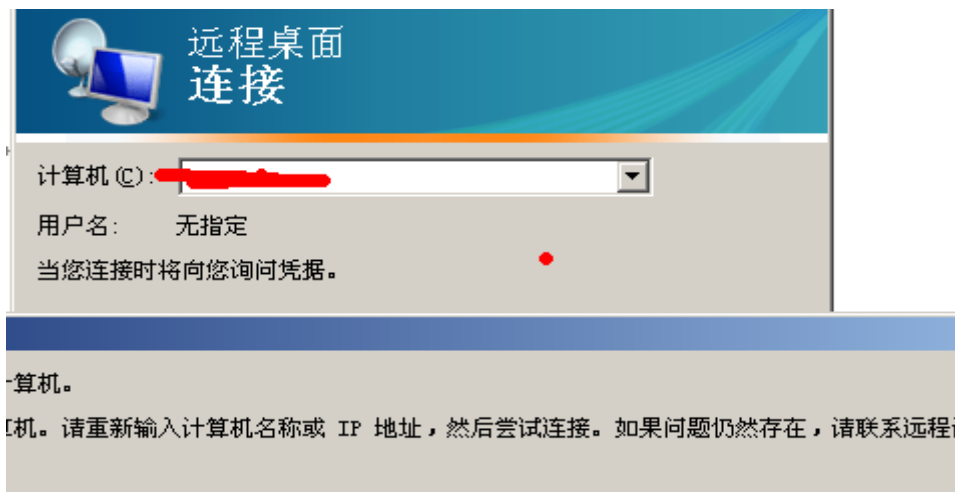 远程桌面
连接
计算机(C):
用户名: 无指定
当您连接时将向您询问凭据。
算机。
机。请重新输入计算机名称或 IP 地址，然后尝试连接。如果问题仍然存在，请联系远程